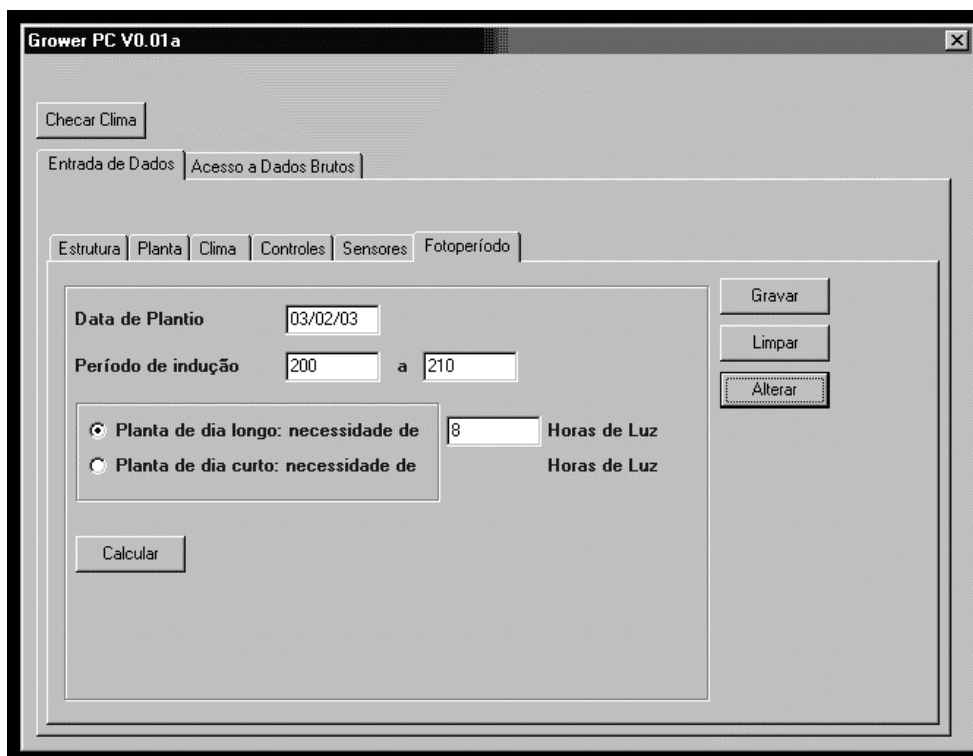 Grower PC V0.01a
Checar Clima
Entrada de Dados Acesso a Dados Brutos
Estrutura Planta Clima Controles Sensores Fotoperíodo
Gravar
Data de Plantio 03/02/03
Limpar
Período de indução 200 a 210
Alterar
Planta de dia longo: necessidade de 8 Horas de Luz
Planta de dia curto: necessidade de Horas de Luz
Calcular